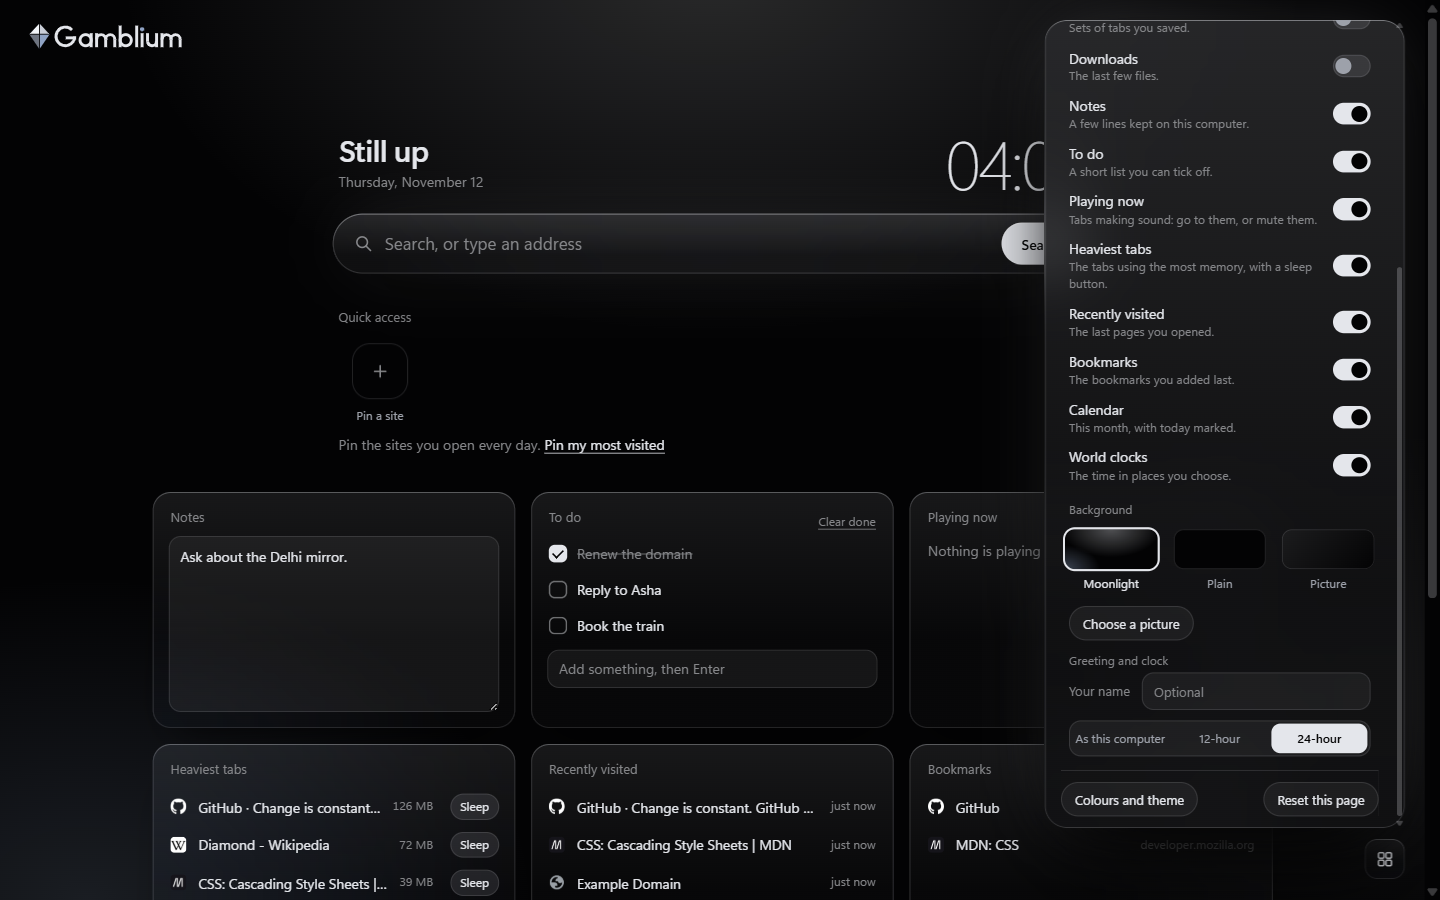 Gamblium
Still up
Thursday, November 12
04:0
Search, or type an address
Sea
Quick access
Pin a site
Pin the sites you open every day. Pin my most visited
Notes
Ask about the Delhi mirror.
To do
Clear done
Renew the domain
Reply to Asha
Book the train
Add something, then Enter
Playing now
Nothing is playing
Heaviest tabs
GitHub · Change is constant... 126 MB Sleep
Diamond - Wikipedia 72 MB Sleep
CSS: Cascading Style Sheets |... 39 MB Sleep
Recently visited
GitHub · Change is constant. GitHub ... just now
CSS: Cascading Style Sheets | MDN just now
Example Domain just now
Bookmarks
GitHub
MDN: CSS developer.mozilla.org
Sets of tabs you saved.
Downloads
The last few files.
Notes
A few lines kept on this computer.
To do
A short list you can tick off.
Playing now
Tabs making sound: go to them, or mute them.
Heaviest tabs
The tabs using the most memory, with a sleep
button.
Recently visited
The last pages you opened.
Bookmarks
The bookmarks you added last.
Calendar
This month, with today marked.
World clocks
The time in places you choose.
Background
Moonlight Plain Picture
Choose a picture
Greeting and clock
Your name Optional
As this computer 12-hour 24-hour
Colours and theme Reset this page